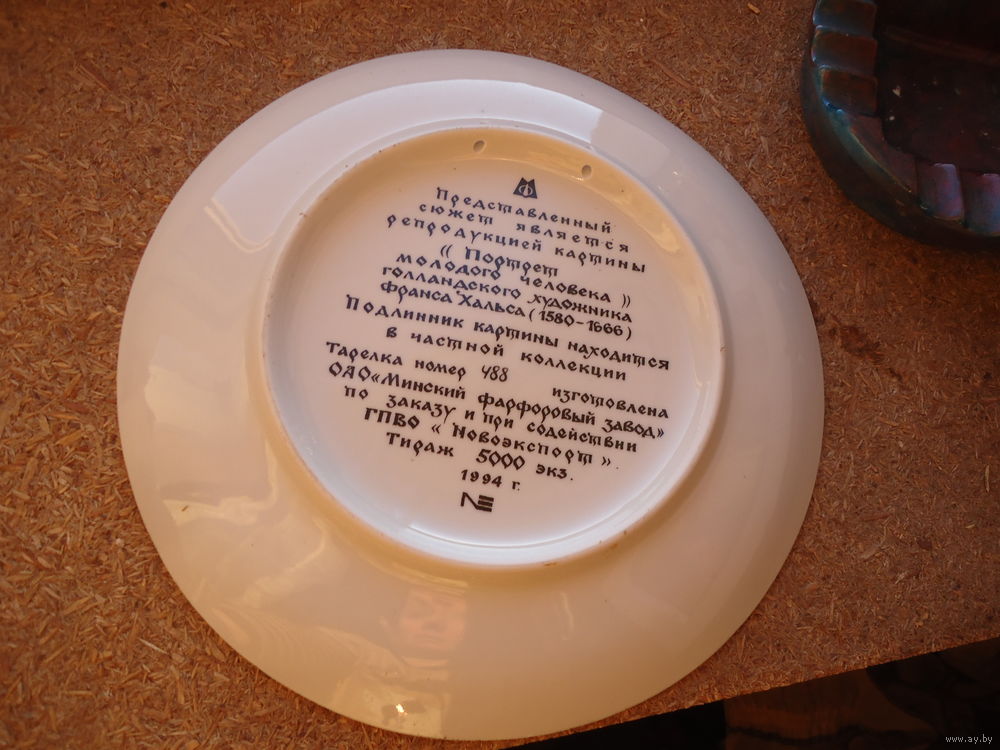 Представленный
сюжет является
репродукцией картины
« Портрет
молодого человека »
голландского художника
Франса Хальса (1580-1666)
Подлинник картины находится
в частной коллекции
Тарелка номер 488 изготовлена
ОАО «Минский фарфоровый завод»
по заказу и при содействии
ГПВО « Новоэкспорт ».
Тираж 5000 экз.
1994 г.
www.ay.by